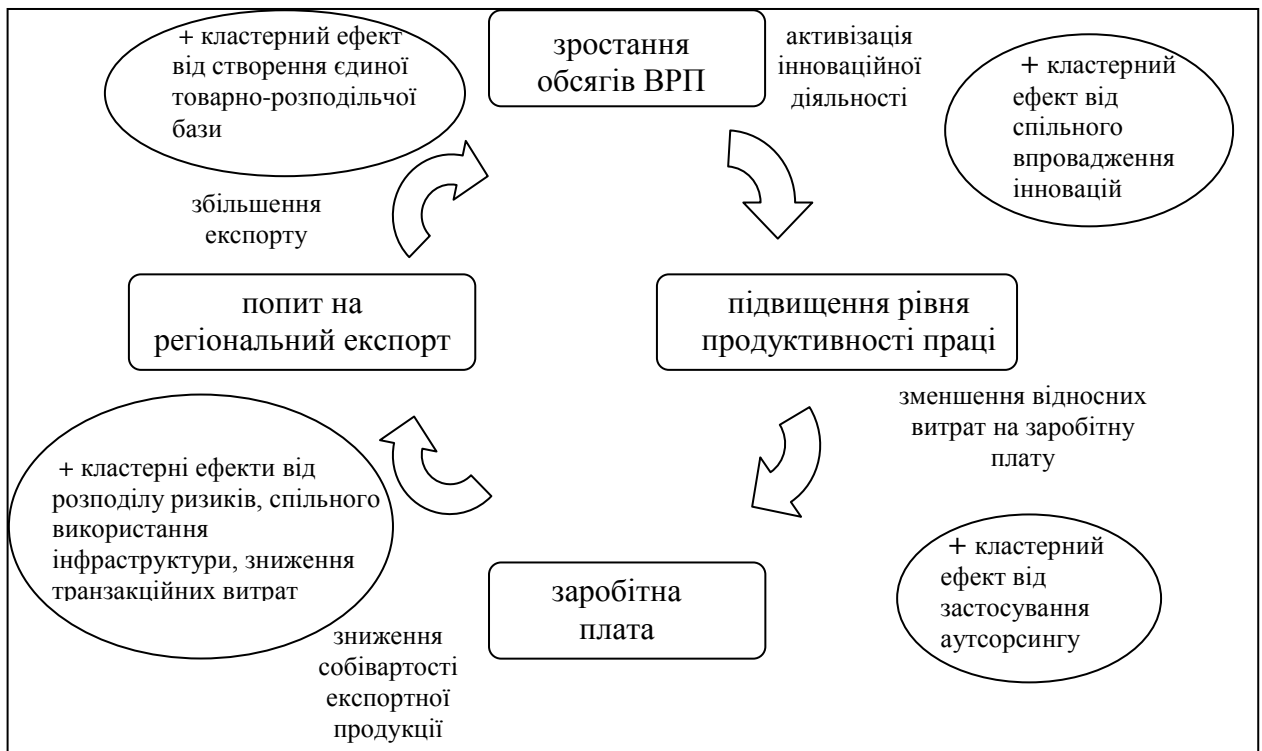 + кластерний ефект
від створення єдиної
товарно-розподільчої
бази
зростання
обсягів ВРП
активізація
інноваційної
діяльності
+ кластерний
ефект від
спільного
впровадження
інновацій
збільшення
експорту
попит на
регіональний експорт
підвищення рівня
продуктивності праці
зменшення відносних
витрат на заробітну
плату
+ кластерні ефекти від
розподілу ризиків, спільного
використання
інфраструктури, зниження
транзакційних витрат
заробітна
плата
+ кластерний
ефект від
застосування
аутсорсингу
зниження
собівартості
експортної
продукції